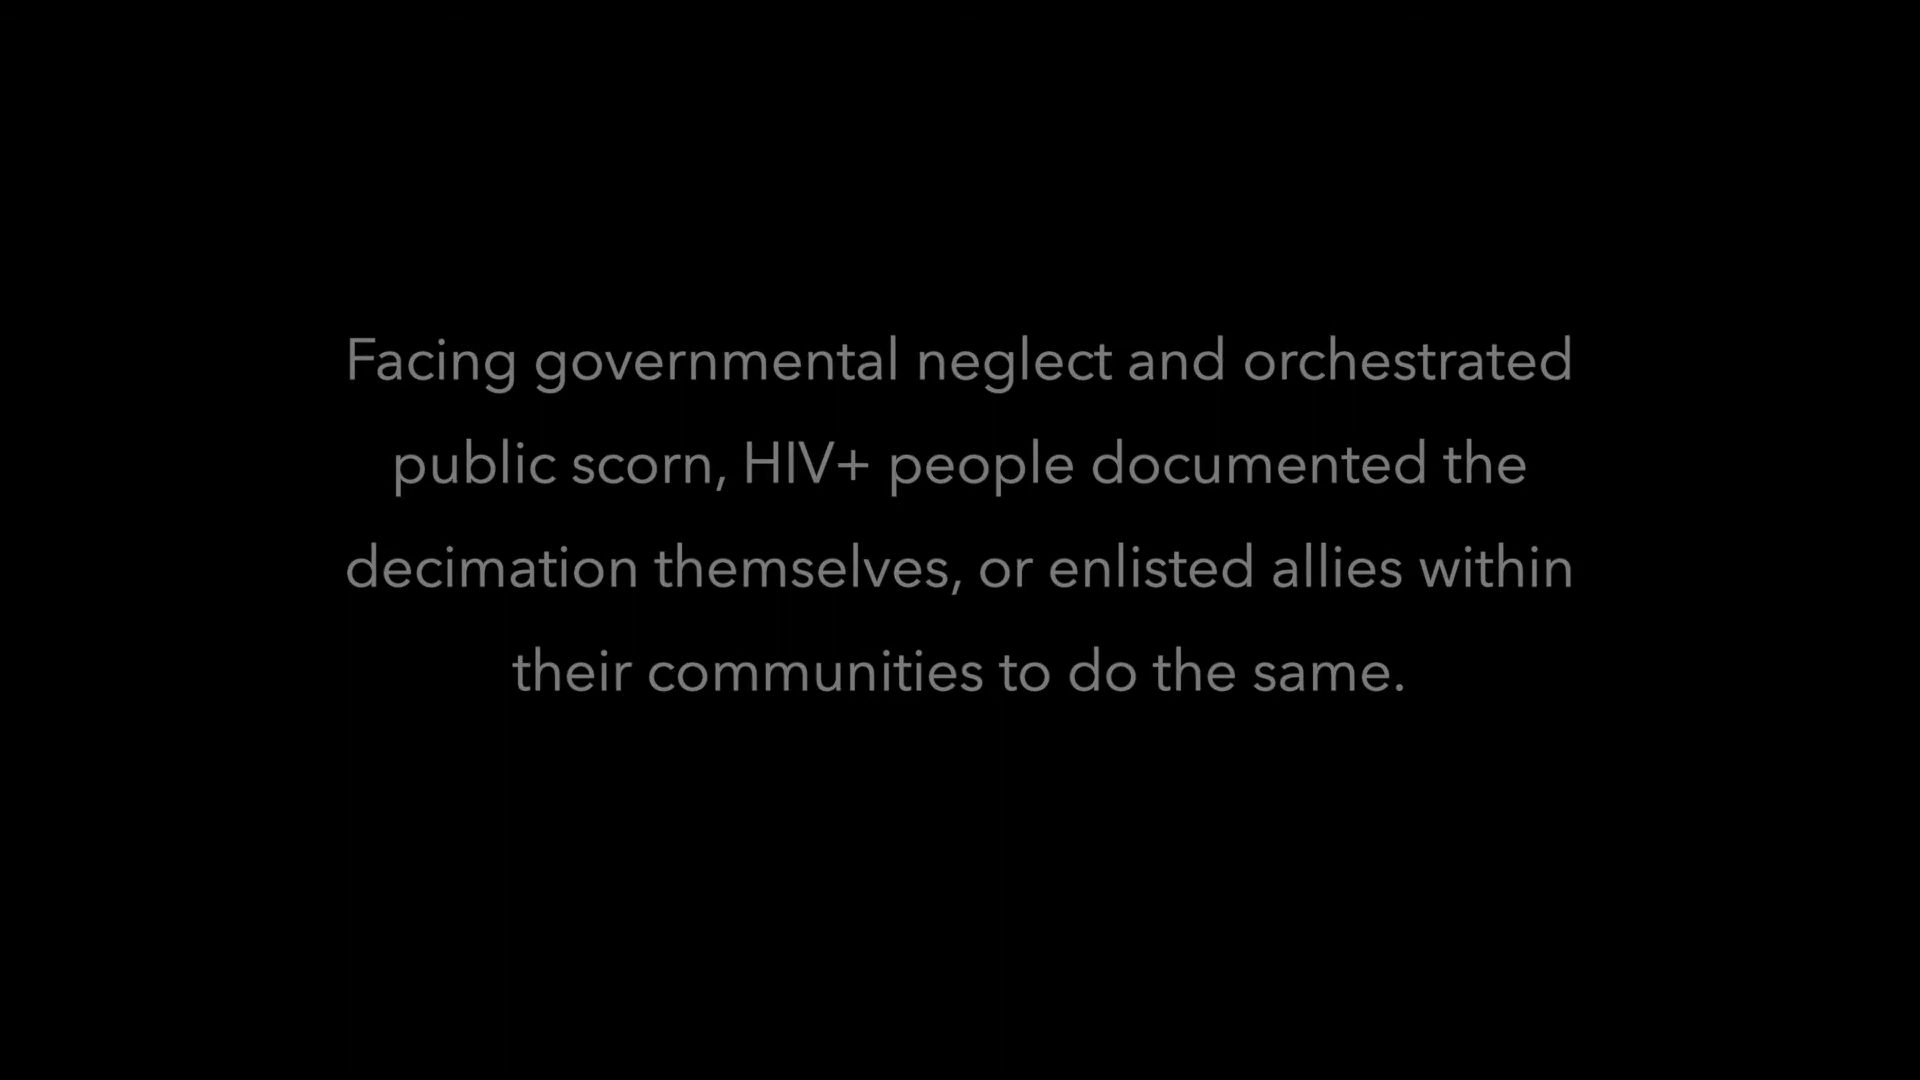 Facing governmental neglect and orchestrated
public scorn, HIV+ people documented the
decimation themselves, or enlisted allies within
their communities to do the same.